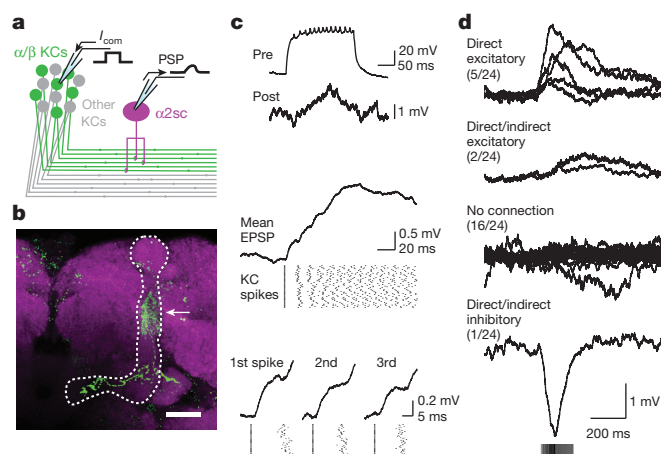 a
I com
α/β KCs
PSP
Other
KCs
α2sc
b
c
Pre
20 mV
50 ms
Post
1 mV
Mean
EPSP
0.5 mV
20 ms
KC
spikes
1st spike
2nd
3rd
0.2 mV
5 ms
d
Direct
excitatory
(5/24)
Direct/indirect
excitatory
(2/24)
No connection
(16/24)
Direct/indirect
inhibitory
(1/24)
1 mV
200 ms